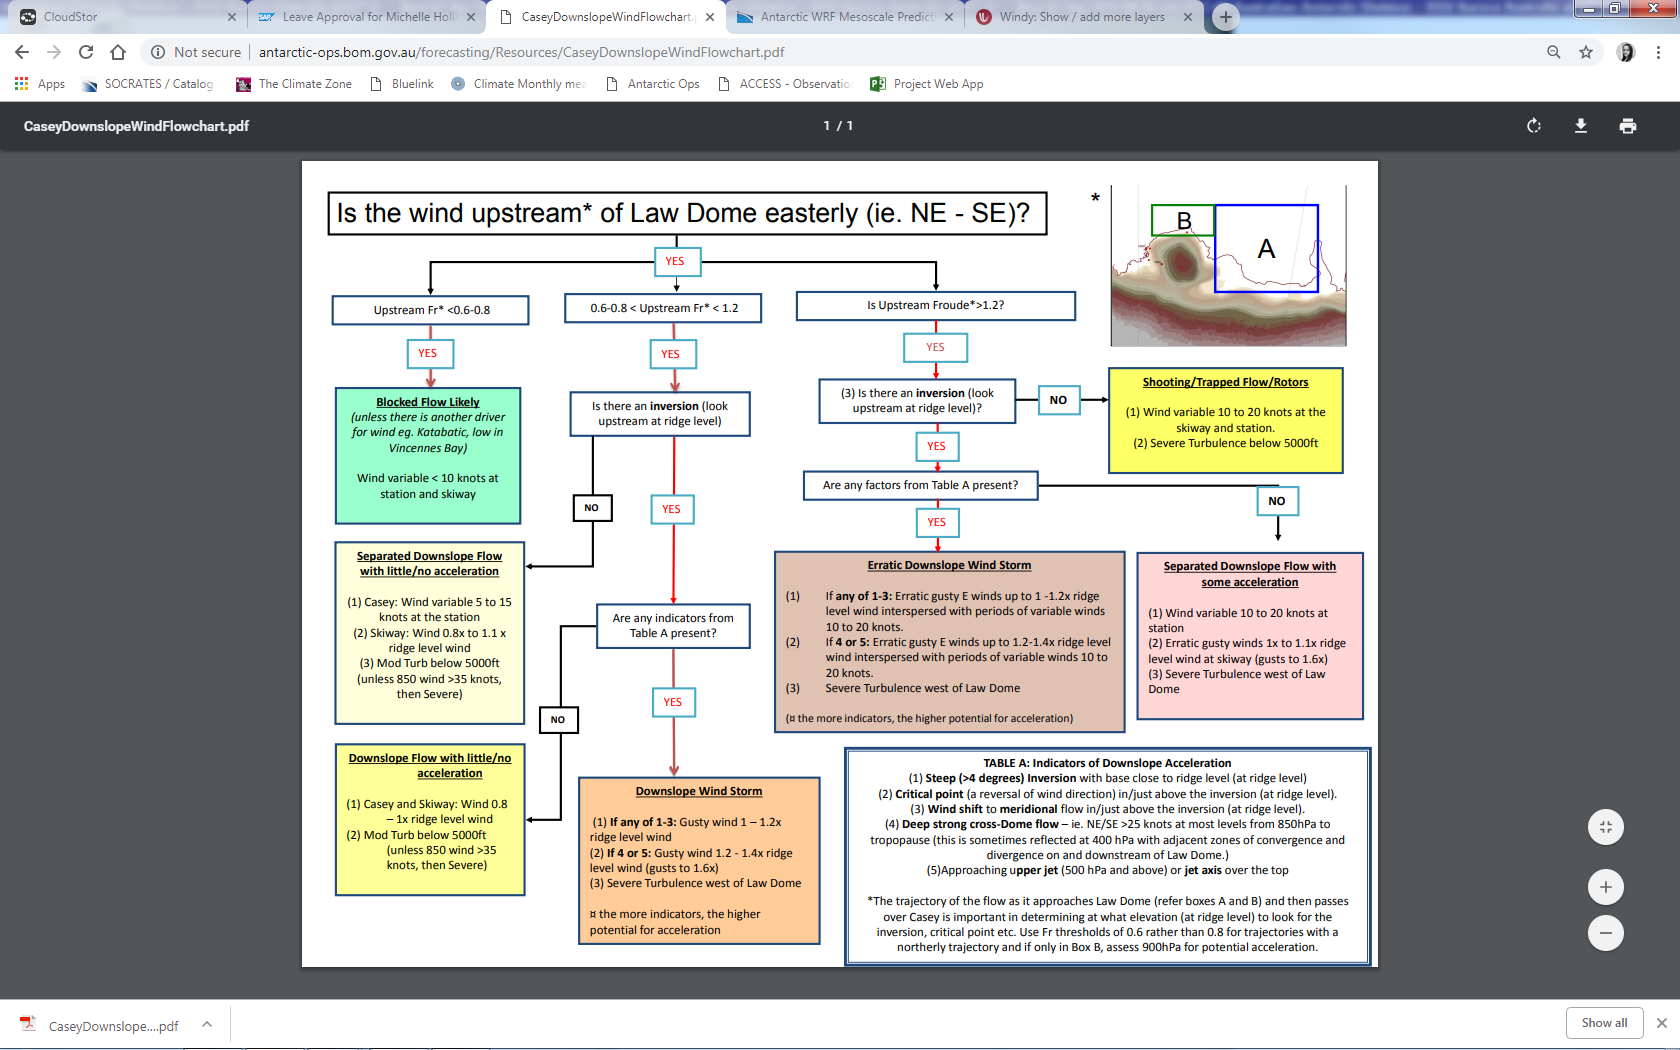 CloudStor
Leave Approval for Michelle Holl
CaseyDownslopeWindFlowchart.
Antarctic WRF Mesoscale Predict
Windy: Show / add more layers
Not secure
antarctic-ops.bom.gov.au/forecasting/Resources/CaseyDownslopeWindFlowchart.pdf
Apps
SOCRATES / Catalog
The Climate Zone
Bluelink
Climate Monthly mea
Antarctic Ops
ACCESS - Observatio
Project Web App
CaseyDownslopeWindFlowchart.pdf
1 / 1
Is the wind upstream* of Law Dome easterly (ie. NE - SE)?
*
B
A
YES
Upstream Fr* <0.6-0.8
0.6-0.8 < Upstream Fr* < 1.2
Is Upstream Froude*>1.2?
YES
YES
YES
Blocked Flow Likely
(unless there is another driver
for wind eg. Katabatic, low in
Vincennes Bay)
Wind variable < 10 knots at
station and skiway
Is there an inversion (look
upstream at ridge level)
(3) Is there an inversion (look
upstream at ridge level)?
NO
Shooting/Trapped Flow/Rotors
(1) Wind variable 10 to 20 knots at the
skiway and station.
(2) Severe Turbulence below 5000ft
YES
Are any factors from Table A present?
NO
NO
YES
YES
Separated Downslope Flow
with little/no acceleration
(1) Casey: Wind variable 5 to 15
knots at the station
(2) Skiway: Wind 0.8x to 1.1 x
ridge level wind
(3) Mod Turb below 5000ft
(unless 850 wind >35 knots,
then Severe)
Are any indicators from
Table A present?
Erratic Downslope Wind Storm
(1) If any of 1-3: Erratic gusty E winds up to 1 -1.2x ridge
level wind interspersed with periods of variable winds
10 to 20 knots.
(2) If 4 or 5: Erratic gusty E winds up to 1.2-1.4x ridge level
wind interspersed with periods of variable winds 10 to
20 knots.
(3) Severe Turbulence west of Law Dome
(¤ the more indicators, the higher potential for acceleration)
Separated Downslope Flow with
some acceleration
(1) Wind variable 10 to 20 knots at
station
(2) Erratic gusty winds 1x to 1.1x ridge
level wind at skiway (gusts to 1.6x)
(3) Severe Turbulence west of Law
Dome
NO
YES
Downslope Flow with little/no
acceleration
(1) Casey and Skiway: Wind 0.8
– 1x ridge level wind
(2) Mod Turb below 5000ft
(unless 850 wind >35
knots, then Severe)
Downslope Wind Storm
(1) If any of 1-3: Gusty wind 1 – 1.2x
ridge level wind
(2) If 4 or 5: Gusty wind 1.2 - 1.4x ridge
level wind (gusts to 1.6x)
(3) Severe Turbulence west of Law Dome
¤ the more indicators, the higher
potential for acceleration
TABLE A: Indicators of Downslope Acceleration
(1) Steep (>4 degrees) Inversion with base close to ridge level (at ridge level)
(2) Critical point (a reversal of wind direction) in/just above the inversion (at ridge level).
(3) Wind shift to meridional flow in/just above the inversion (at ridge level).
(4) Deep strong cross-Dome flow – ie. NE/SE >25 knots at most levels from 850hPa to
tropopause (this is sometimes reflected at 400 hPa with adjacent zones of convergence and
divergence on and downstream of Law Dome.)
(5)Approaching upper jet (500 hPa and above) or jet axis over the top
*The trajectory of the flow as it approaches Law Dome (refer boxes A and B) and then passes
over Casey is important in determining at what elevation (at ridge level) to look for the
inversion, critical point etc. Use Fr thresholds of 0.6 rather than 0.8 for trajectories with a
northerly trajectory and if only in Box B, assess 900hPa for potential acceleration.
CaseyDownslope....pdf
Show all